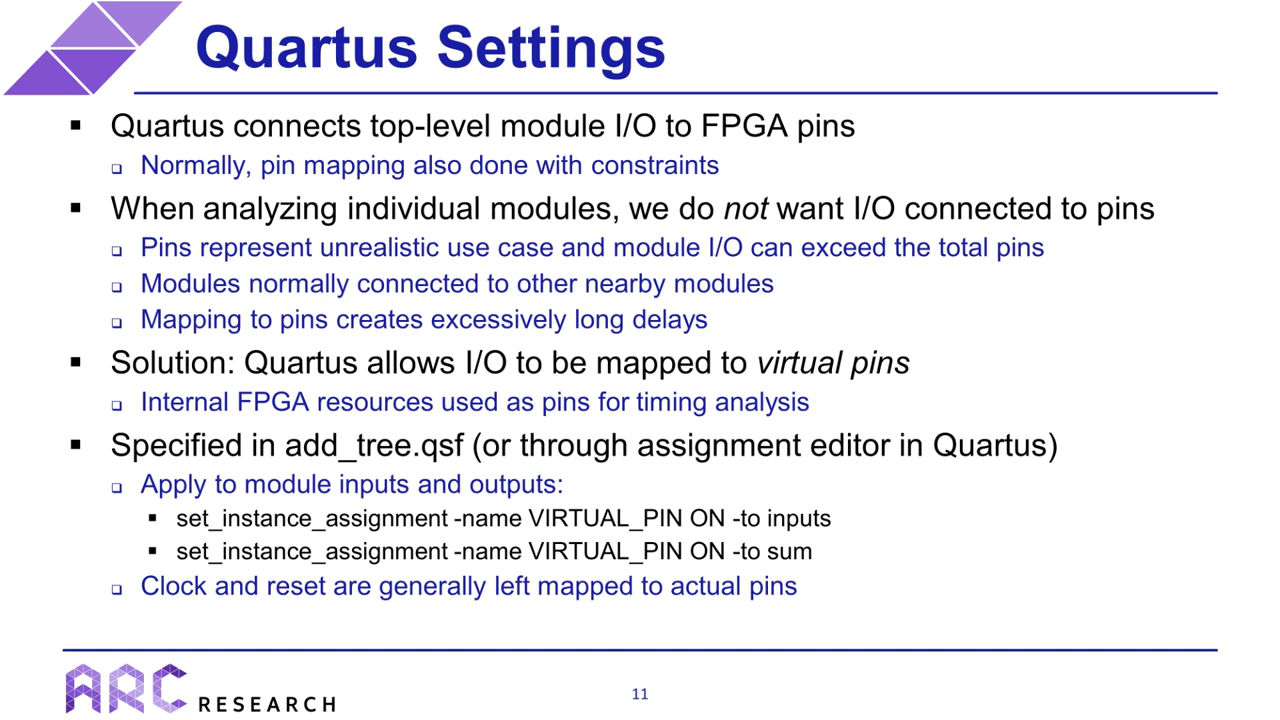 Quartus Settings
▪ Quartus connects top-level module I/O to FPGA pins
❑ Normally, pin mapping also done with constraints
▪ When analyzing individual modules, we do not want I/O connected to pins
❑ Pins represent unrealistic use case and module I/O can exceed the total pins
❑ Modules normally connected to other nearby modules
❑ Mapping to pins creates excessively long delays
▪ Solution: Quartus allows I/O to be mapped to virtual pins
❑ Internal FPGA resources used as pins for timing analysis
▪ Specified in add_tree.qsf (or through assignment editor in Quartus)
❑ Apply to module inputs and outputs:
▪ set_instance_assignment -name VIRTUAL_PIN ON -to inputs
▪ set_instance_assignment -name VIRTUAL_PIN ON -to sum
❑ Clock and reset are generally left mapped to actual pins
ARC RESEARCH
11